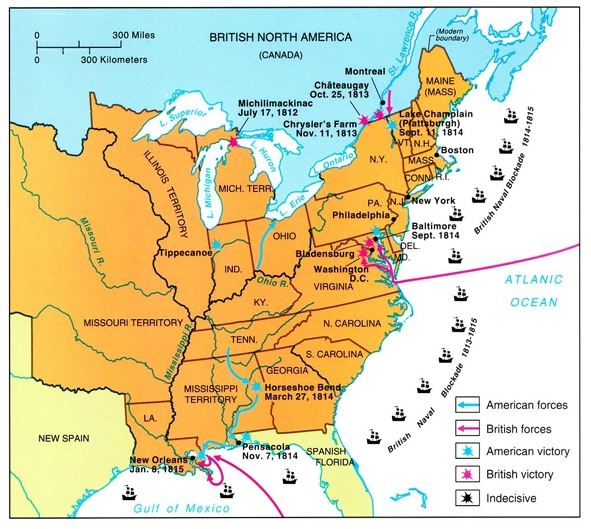 0 300 Miles
0 300 Kilometers
BRITISH NORTH AMERICA
(CANADA)
(Modern
boundary)
St. Lawrence R.
MAINE
(MASS)
Montreal
Châteaugay
Oct. 25, 1813
Chrysler's Farm
Nov. 11, 1813
Michilimackinac
July 17, 1812
Lake Champlain
(Plattsburgh)
Sept. 11, 1814
VT.
N.H.
Boston
MASS.
CONN.
R.I.
L. Superior
L. Huron
L. Michigan
L. Ontario
L. Erie
N.Y.
New York
MICH. TERR.
ILLINOIS TERRITORY
PA.
N.J.
Philadelphia
OHIO
Baltimore
Sept. 1814
DEL.
MD.
Bladensburg
Washington
D.C.
VIRGINIA
Tippecanoe
IND.
Ohio R.
KY.
Missouri R.
MISSOURI TERRITORY
Mississippi R.
TENN.
N. CAROLINA
S. CAROLINA
GEORGIA
MISSISSIPPI
TERRITORY
Horseshoe Bend
March 27, 1814
LA.
NEW SPAIN
New Orleans
Jan. 8, 1815
Pensacola
Nov. 7, 1814
SPANISH
FLORIDA
Gulf of Mexico
ATLANIC
OCEAN
British Naval Blockade 1814-1815
British Naval Blockade 1813-1815
American forces
British forces
American victory
British victory
Indecisive